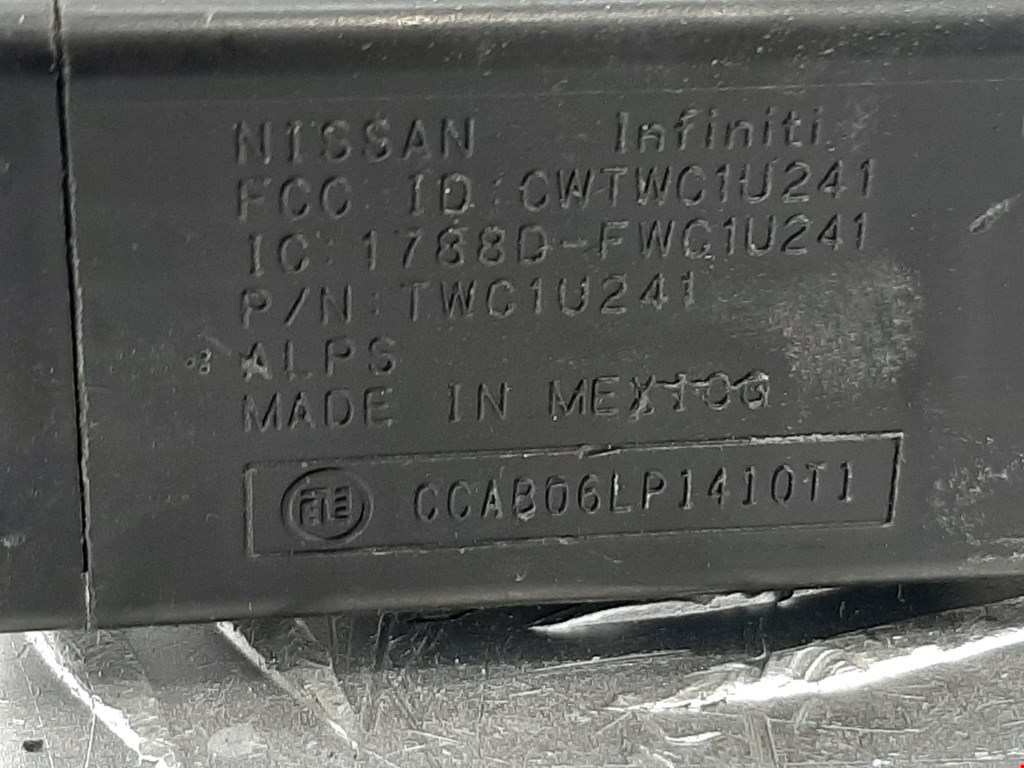 NISSAN Infiniti
FCC ID:CWTWC1U241
IC:1788D-FWC1U241
P/N:TWC1U241
ALPS
MADE IN MEXICO
CCAB06LP1410T1